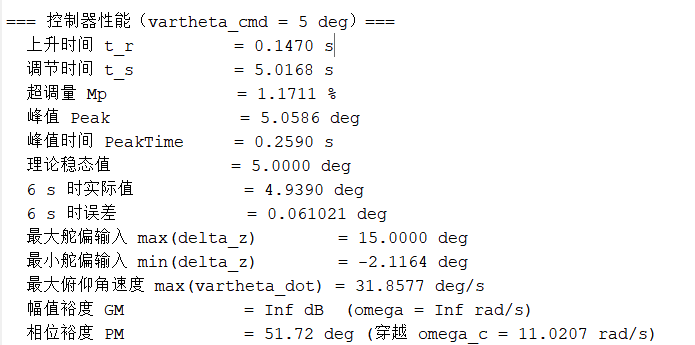 === 控制器性能（vartheta_cmd = 5 deg）===
上升时间 t_r = 0.1470 s
调节时间 t_s = 5.0168 s
超调量 Mp = 1.1711 %
峰值 Peak = 5.0586 deg
峰值时间 PeakTime = 0.2590 s
理论稳态值 = 5.0000 deg
6 s 时实际值 = 4.9390 deg
6 s 时误差 = 0.061021 deg
最大舵偏输入 max(delta_z) = 15.0000 deg
最小舵偏输入 min(delta_z) = -2.1164 deg
最大俯仰角速度 max(vartheta_dot) = 31.8577 deg/s
幅值裕度 GM = Inf dB (omega = Inf rad/s)
相位裕度 PM = 51.72 deg (穿越 omega_c = 11.0207 rad/s)